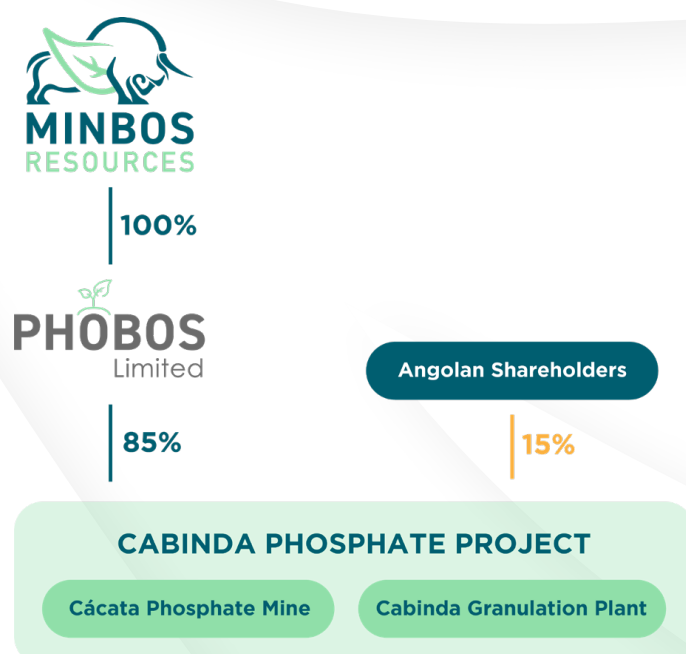 MINBOS
RESOURCES
100%
PHOBOS
Limited
Angolan Shareholders
85%
15%
CABINDA PHOSPHATE PROJECT
Cácata Phosphate Mine
Cabinda Granulation Plant